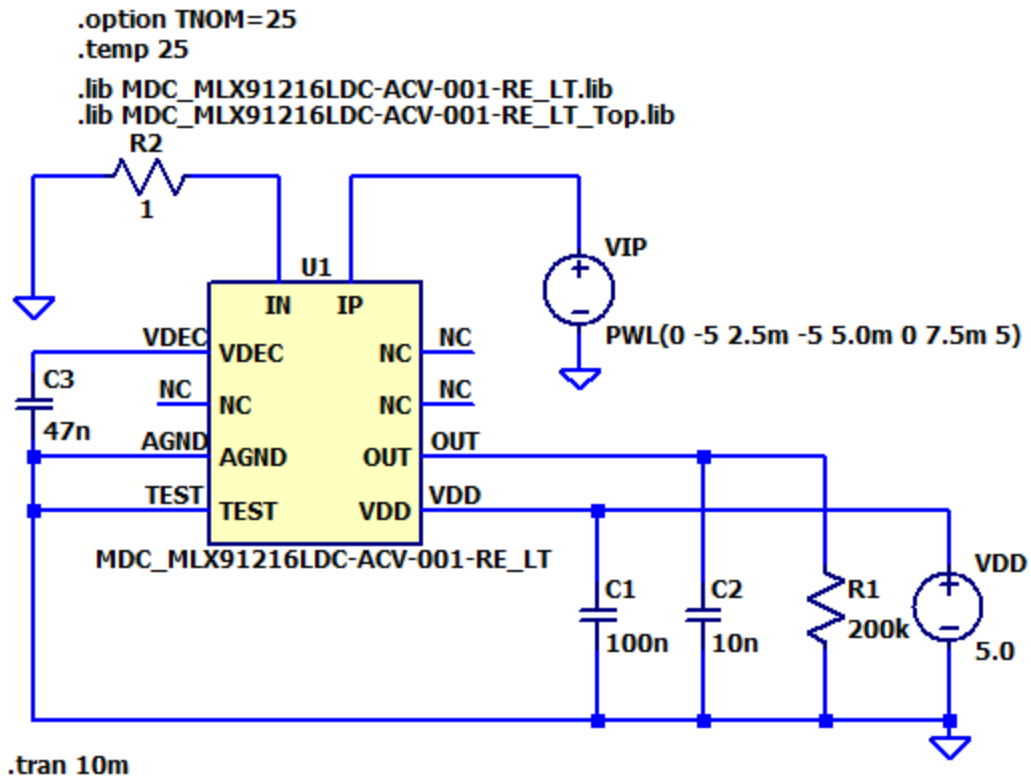 .option TNOM=25
.temp 25
.lib MDC_MLX91216LDC-ACV-001-RE_LT.lib
.lib MDC_MLX91216LDC-ACV-001-RE_LT_Top.lib
R2
1
U1
VIP
IN IP
PWL(0 -5 2.5m -5 5.0m 0 7.5m 5)
VDEC
VDEC
NC
NC
C3
47n
NC
NC
NC
NC
AGND
AGND
OUT
OUT
TEST
TEST
VDD
VDD
MDC_MLX91216LDC-ACV-001-RE_LT
VDD
C1
100n
C2
10n
R1
200k
5.0
.tran 10m